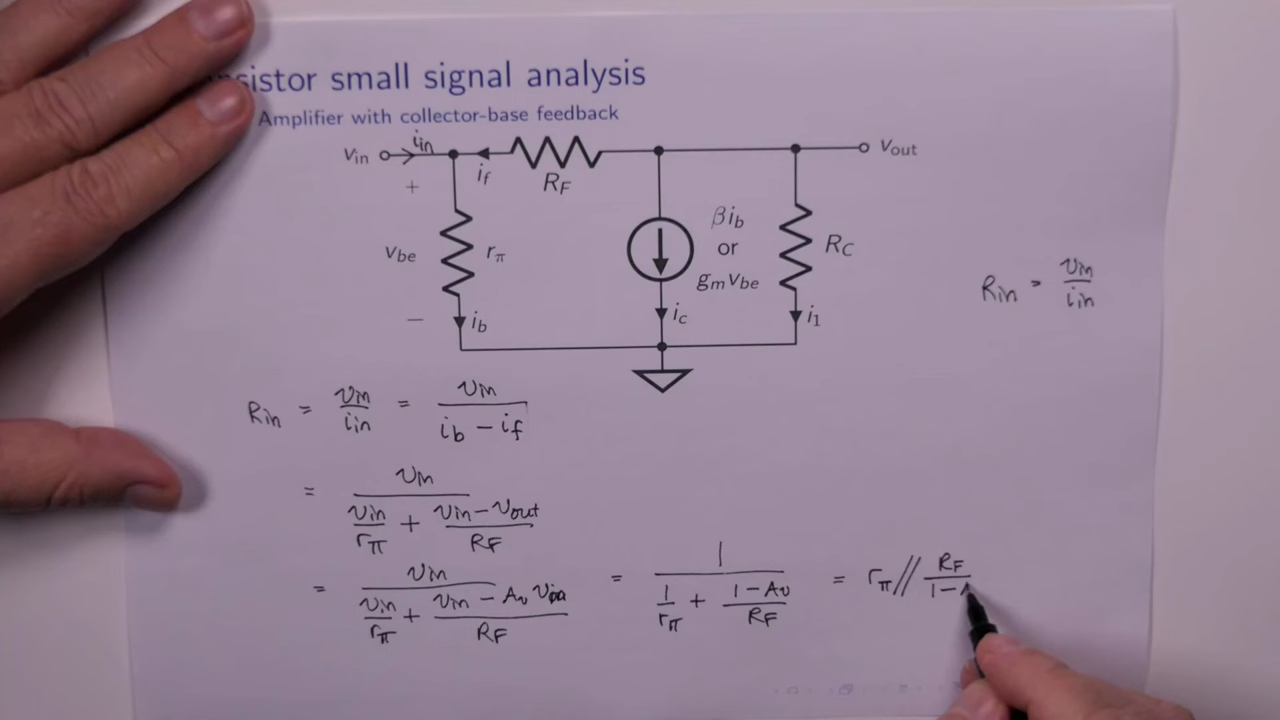 nsistor small signal analysis
Amplifier with collector-base feedback
vin iin if RF vout
+
vbe rπ βib or gmvbe RC
−
ib ic i1
Rin = vin/iin
Rin = vin/iin = vin/(ib − if)
= vin/(vin/rπ + (vin − vout)/RF)
= vin/(vin/rπ + (vin − Av vin)/RF) = 1/(1/rπ + (1 − Av)/RF) = rπ // RF/(1 −